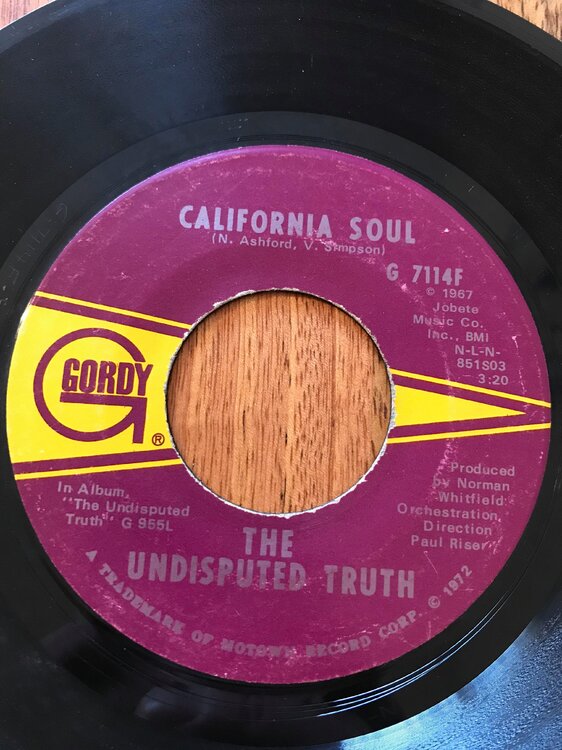 CALIFORNIA SOUL
(N. Ashford, V. Simpson)
G 7114F
© 1967
Jobete
Music Co.
Inc., BMI
N-L-N-
851S03
3:20
GORDY
®
In Album,
"The Undisputed
Truth" G 955L
Produced
by Norman
Whitfield
Orchestration,
Direction
Paul Riser
THE
UNDISPUTED TRUTH
A TRADEMARK OF MOTOWN RECORD CORP. © 1972